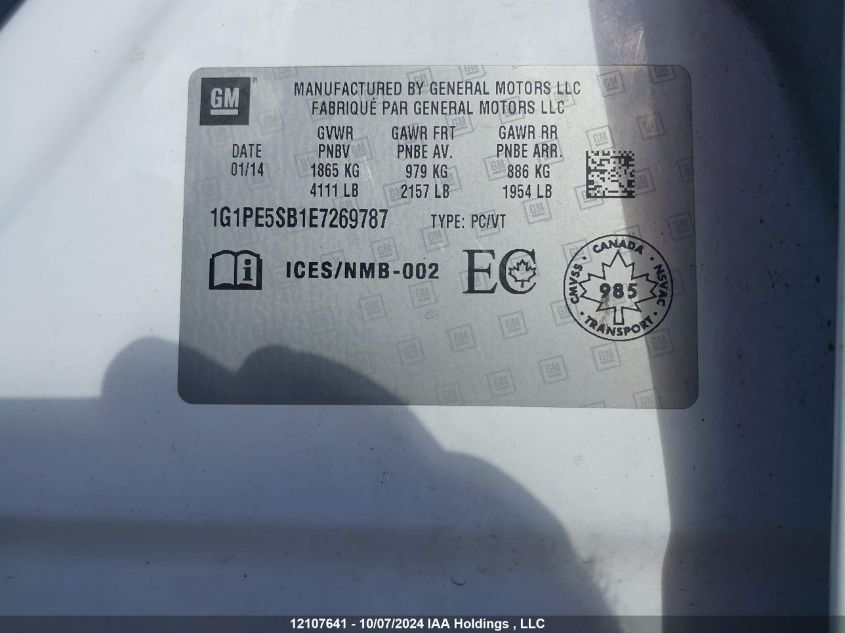 GM
MANUFACTURED BY GENERAL MOTORS LLC
FABRIQUÉ PAR GENERAL MOTORS LLC
GVWR GAWR FRT GAWR RR
DATE PNBV PNBE AV. PNBE ARR.
01/14 1865 KG 979 KG 886 KG
4111 LB 2157 LB 1954 LB
1G1PE5SB1E7269787 TYPE: PC/VT
ICES/NMB-002 EC
CANADA
CMVSS 985 NSVAC
TRANSPORT
12107641 - 10/07/2024 IAA Holdings , LLC